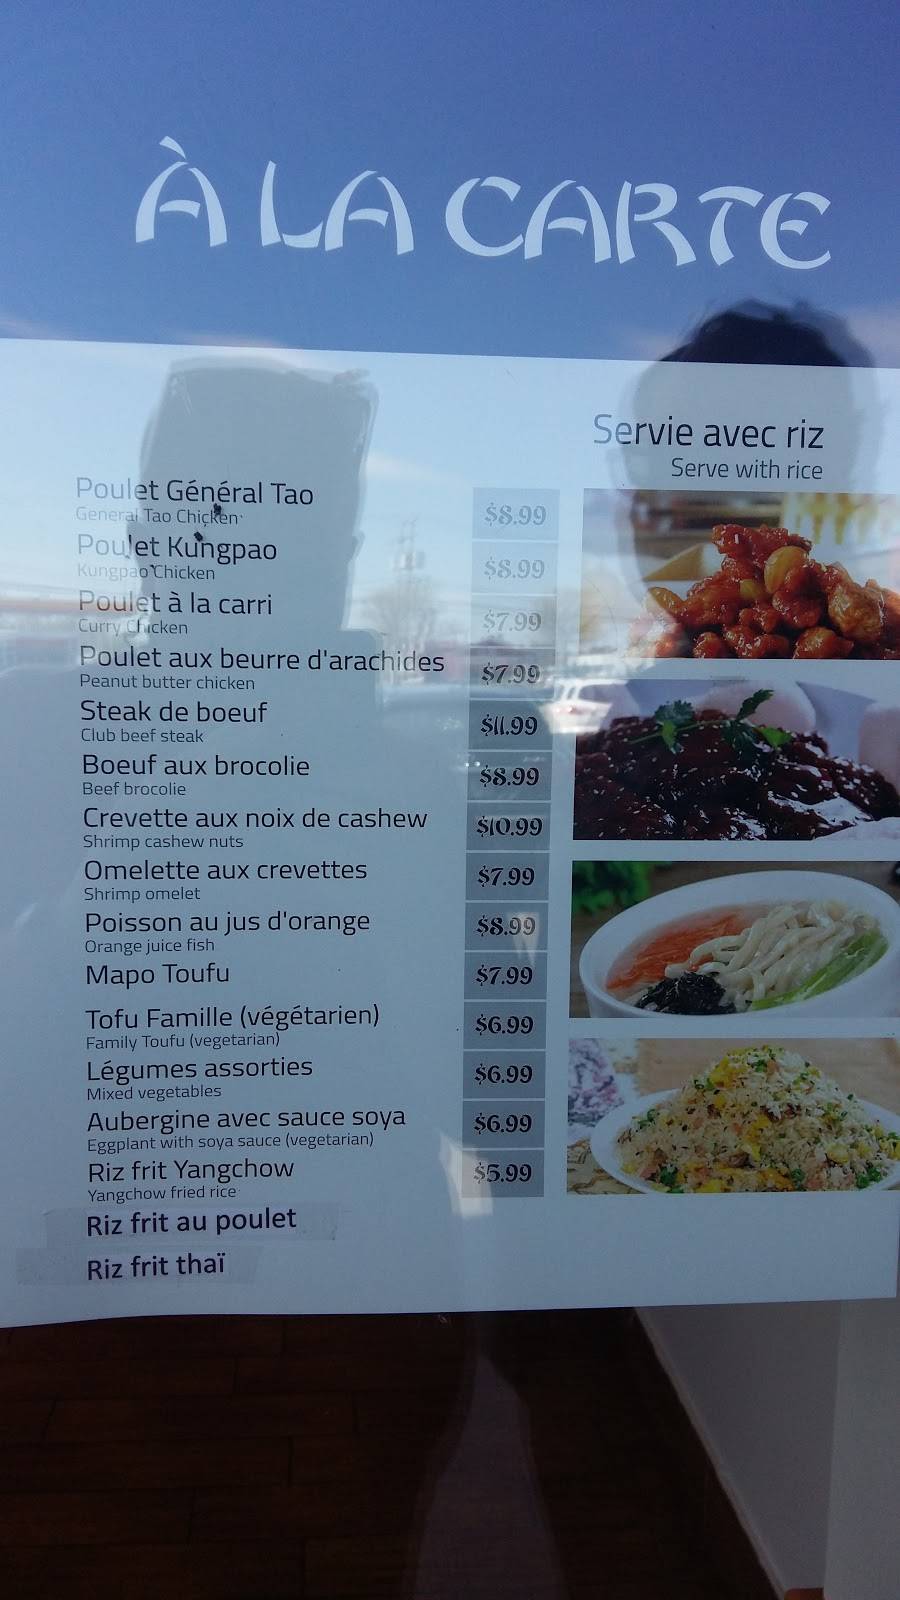 À LA CARTE
Servie avec riz
Serve with rice
Poulet Général Tao
General Tao Chicken
$8.99
Poulet Kungpao
Kungpao Chicken
$8.99
Poulet à la carri
Curry Chicken
$7.99
Poulet aux beurre d'arachides
Peanut butter chicken
$7.99
Steak de boeuf
Club beef steak
$11.99
Boeuf aux brocolie
Beef brocolie
$8.99
Crevette aux noix de cashew
Shrimp cashew nuts
$10.99
Omelette aux crevettes
Shrimp omelet
$7.99
Poisson au jus d'orange
Orange juice fish
$8.99
Mapo Toufu
$7.99
Tofu Famille (végétarien)
Family Toufu (vegetarian)
$6.99
Légumes assorties
Mixed vegetables
$6.99
Aubergine avec sauce soya
Eggplant with soya sauce (vegetarian)
$6.99
Riz frit Yangchow
Yangchow fried rice
$5.99
Riz frit au poulet
Riz frit thaï